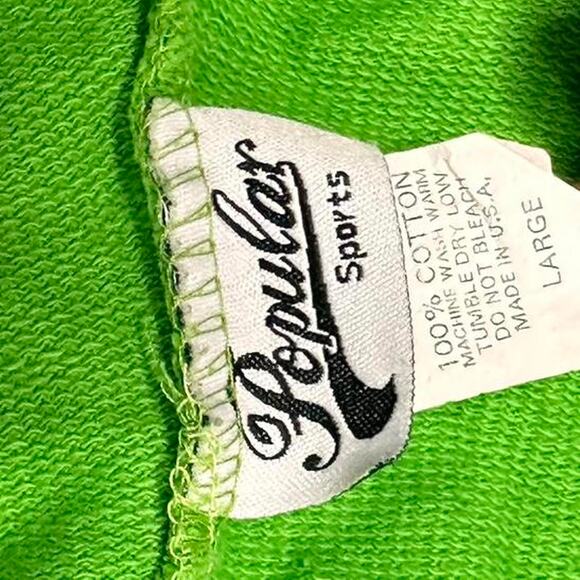 Popular
Sports
100% COTTON
MACHINE WASH WARM
TUMBLE DRY LOW
DO NOT BLEACH
MADE IN U.S.A.
LARGE